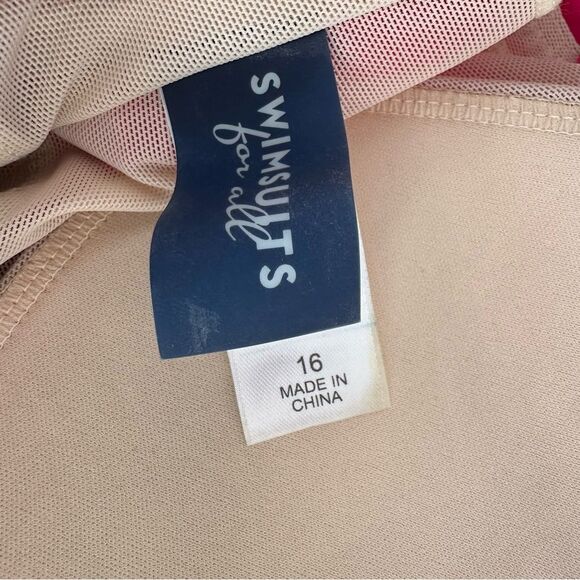 SWIMSUITS
for all
16
MADE IN
CHINA